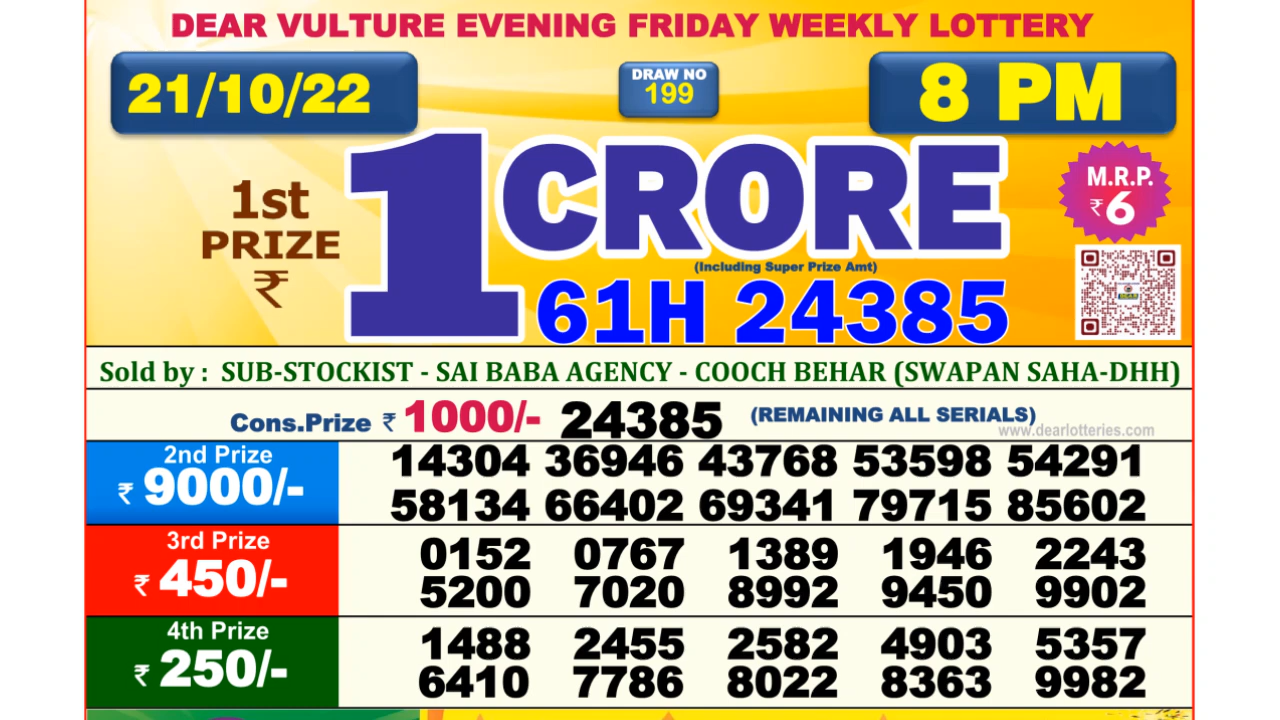 DEAR VULTURE EVENING FRIDAY WEEKLY LOTTERY
21/10/22
DRAW NO
199
8 PM
1st
PRIZE
₹
1 CRORE
(Including Super Prize Amt)
61H 24385
M.R.P.
₹ 6
Sold by : SUB-STOCKIST - SAI BABA AGENCY - COOCH BEHAR (SWAPAN SAHA-DHH)
Cons.Prize ₹ 1000/- 24385 (REMAINING ALL SERIALS)
www.dearlotteries.com
2nd Prize
₹ 9000/-
14304 36946 43768 53598 54291
58134 66402 69341 79715 85602
3rd Prize
₹ 450/-
0152 0767 1389 1946 2243
5200 7020 8992 9450 9902
4th Prize
₹ 250/-
1488 2455 2582 4903 5357
6410 7786 8022 8363 9982